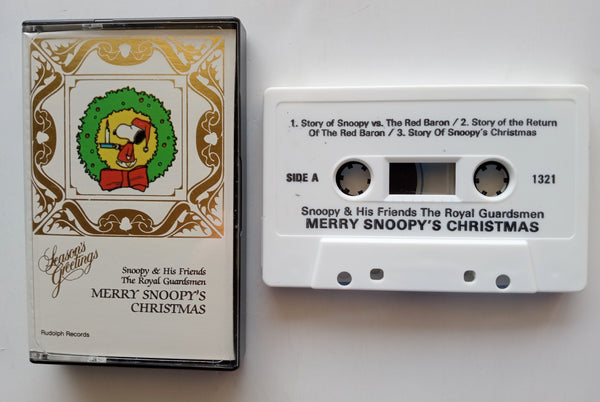 Season's
Greetings
Snoopy & His Friends
The Royal Guardsmen
MERRY SNOOPY'S
CHRISTMAS
Rudolph Records
1. Story of Snoopy vs. The Red Baron / 2. Story of the Return
Of The Red Baron / 3. Story Of Snoopy's Christmas
SIDE A
1321
Snoopy & His Friends The Royal Guardsmen
MERRY SNOOPY'S CHRISTMAS